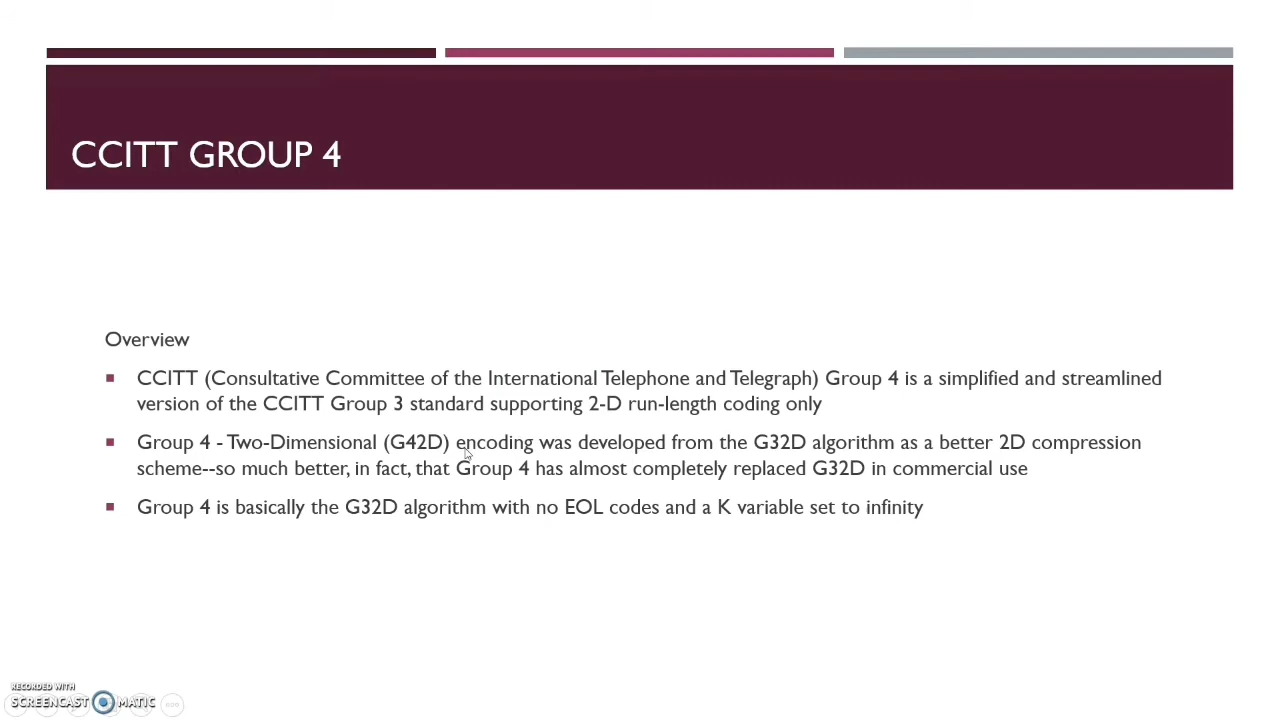 CCITT GROUP 4
Overview
CCITT (Consultative Committee of the International Telephone and Telegraph) Group 4 is a simplified and streamlined
version of the CCITT Group 3 standard supporting 2-D run-length coding only
Group 4 - Two-Dimensional (G42D) encoding was developed from the G32D algorithm as a better 2D compression
scheme--so much better, in fact, that Group 4 has almost completely replaced G32D in commercial use
Group 4 is basically the G32D algorithm with no EOL codes and a K variable set to infinity
RECORDED WITH
SCREENCAST MATIC